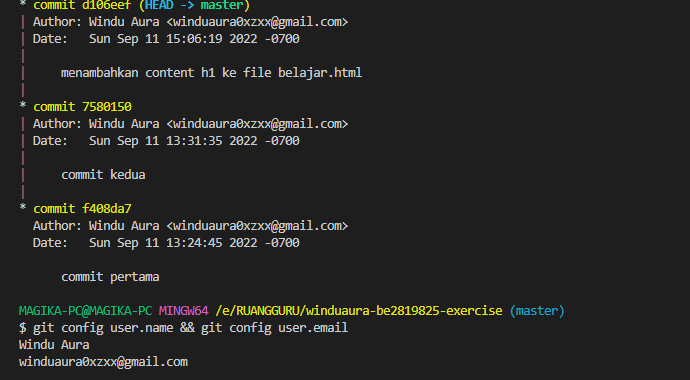 * commit d106eef (HEAD -> master)
| Author: Windu Aura <winduaura0xzxx@gmail.com>
| Date:   Sun Sep 11 15:06:19 2022 -0700
|
|     menambahkan content h1 ke file belajar.html
|
* commit 7580150
| Author: Windu Aura <winduaura0xzxx@gmail.com>
| Date:   Sun Sep 11 13:31:35 2022 -0700
|
|     commit kedua
|
* commit f408da7
  Author: Windu Aura <winduaura0xzxx@gmail.com>
  Date:   Sun Sep 11 13:24:45 2022 -0700

      commit pertama

MAGIKA-PC@MAGIKA-PC MINGW64 /e/RUANGGURU/winduaura-be2819825-exercise (master)
$ git config user.name && git config user.email
Windu Aura
winduaura0xzxx@gmail.com